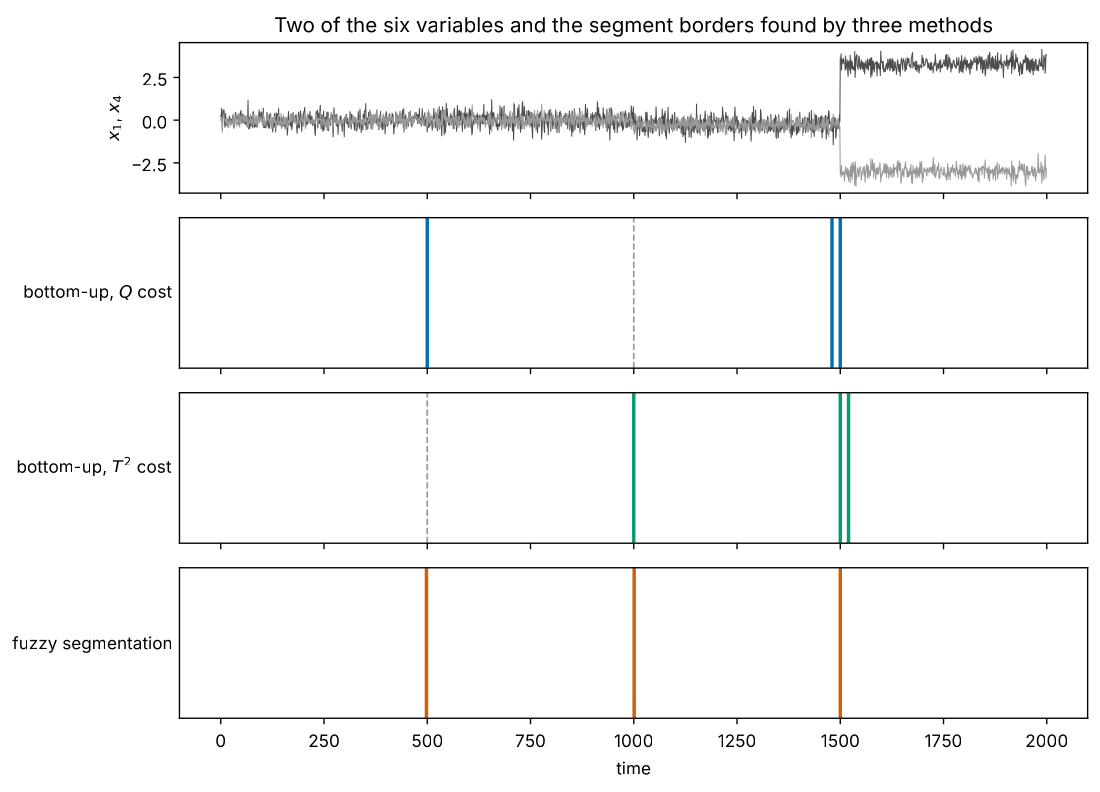 Two of the six variables and the segment borders found by three methods
2.5
0.0
−2.5
x₁, x₄
bottom-up, Q cost
bottom-up, T² cost
fuzzy segmentation
0 250 500 750 1000 1250 1500 1750 2000
time